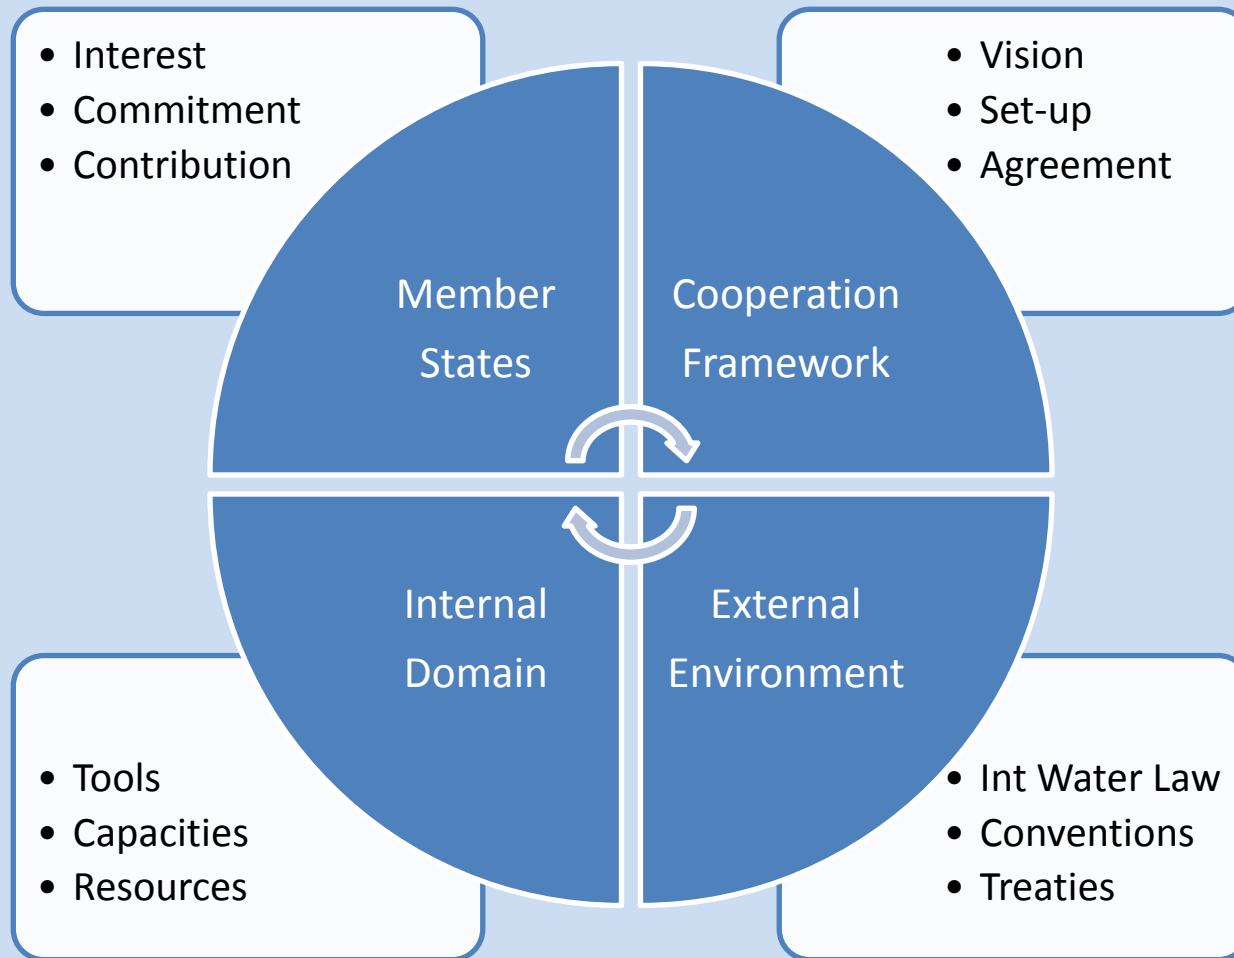 • Interest
• Commitment
• Contribution
• Vision
• Set-up
• Agreement
Member
States
Cooperation
Framework
Internal
Domain
External
Environment
• Tools
• Capacities
• Resources
• Int Water Law
• Conventions
• Treaties